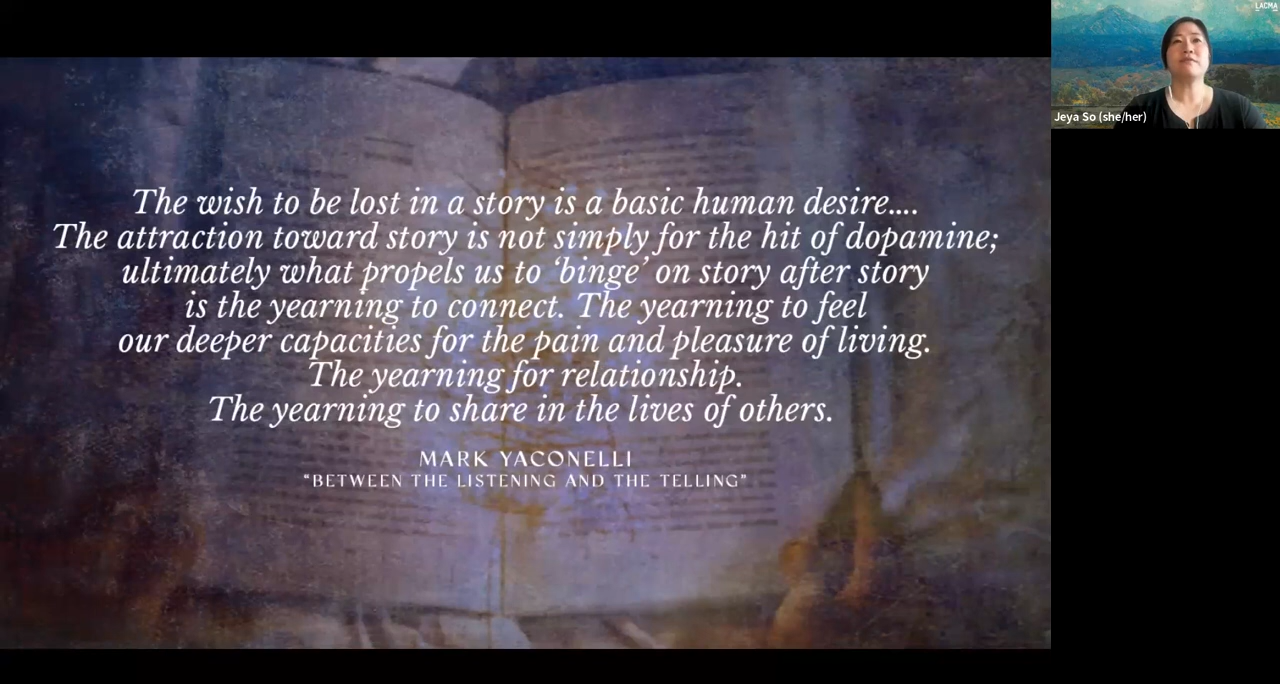 The wish to be lost in a story is a basic human desire....
The attraction toward story is not simply for the hit of dopamine;
ultimately what propels us to ‘binge’ on story after story
is the yearning to connect. The yearning to feel
our deeper capacities for the pain and pleasure of living.
The yearning for relationship.
The yearning to share in the lives of others.
MARK YACONELLI
“BETWEEN THE LISTENING AND THE TELLING”
LACMA
Jeya So (she/her)